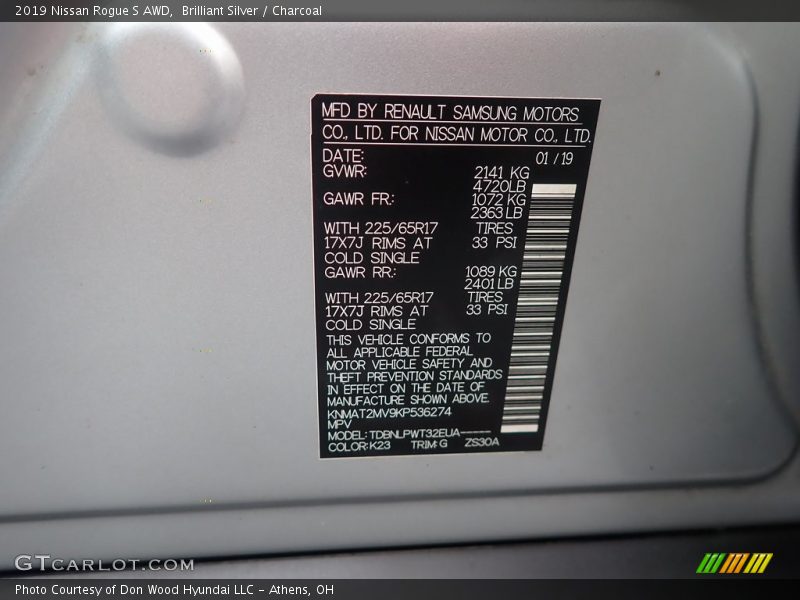 2019 Nissan Rogue S AWD,  Brilliant Silver / Charcoal
MFD BY RENAULT SAMSUNG MOTORS
CO., LTD. FOR NISSAN MOTOR CO., LTD.
DATE: 01 / 19
GVWR: 2141 KG
4720LB
GAWR FR.: 1072 KG
2363 LB
WITH 225/65R17 TIRES
17X7J RIMS AT 33 PSI
COLD SINGLE
GAWR RR.: 1089 KG
2401 LB
WITH 225/65R17 TIRES
17X7J RIMS AT 33 PSI
COLD SINGLE
THIS VEHICLE CONFORMS TO
ALL APPLICABLE FEDERAL
MOTOR VEHICLE SAFETY AND
THEFT PREVENTION STANDARDS
IN EFFECT ON THE DATE OF
MANUFACTURE SHOWN ABOVE.
KNMAT2MV9KP536274
MPV
MODEL: TDBNLPWT32EUA-----
COLOR: K23 TRIM: G ZS30A
GTCARLOT.COM
Photo Courtesy of Don Wood Hyundai LLC - Athens, OH